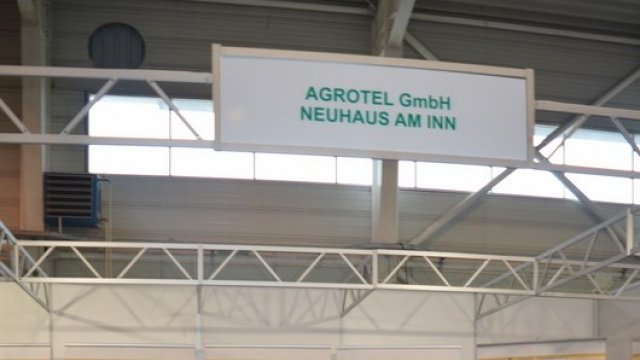 AGROTEL GmbH
NEUHAUS AM INN